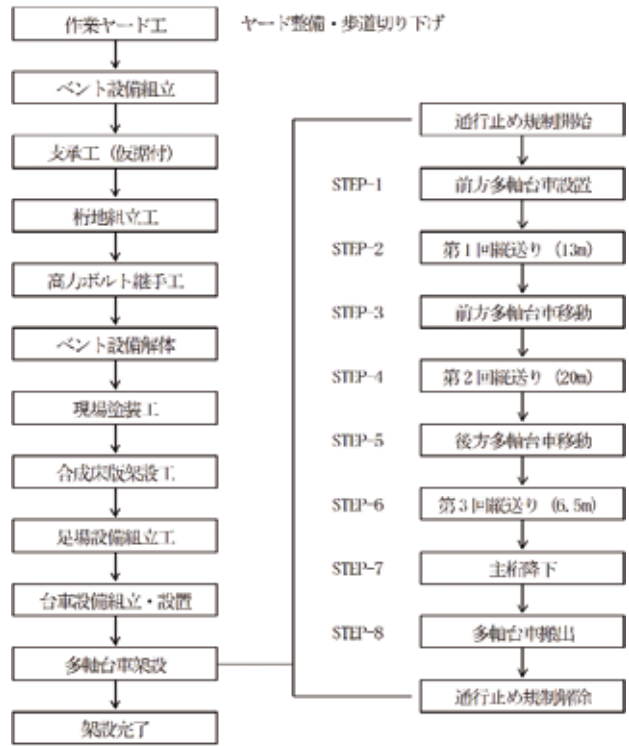 作業ヤード工
ヤード整備・歩道切り下げ
ベント設備組立
支承工（仮据付）
桁地組立工
高力ボルト継手工
ベント設備解体
現場塗装工
合成床版架設工
足場設備組立工
台車設備組立・設置
多軸台車架設
架設完了
通行止め規制開始
STEP-1
前方多軸台車設置
STEP-2
第1回縦送り（13m）
STEP-3
前方多軸台車移動
STEP-4
第2回縦送り（20m）
STEP-5
後方多軸台車移動
STEP-6
第3回縦送り（6.5m）
STEP-7
主桁降下
STEP-8
多軸台車搬出
通行止め規制解除